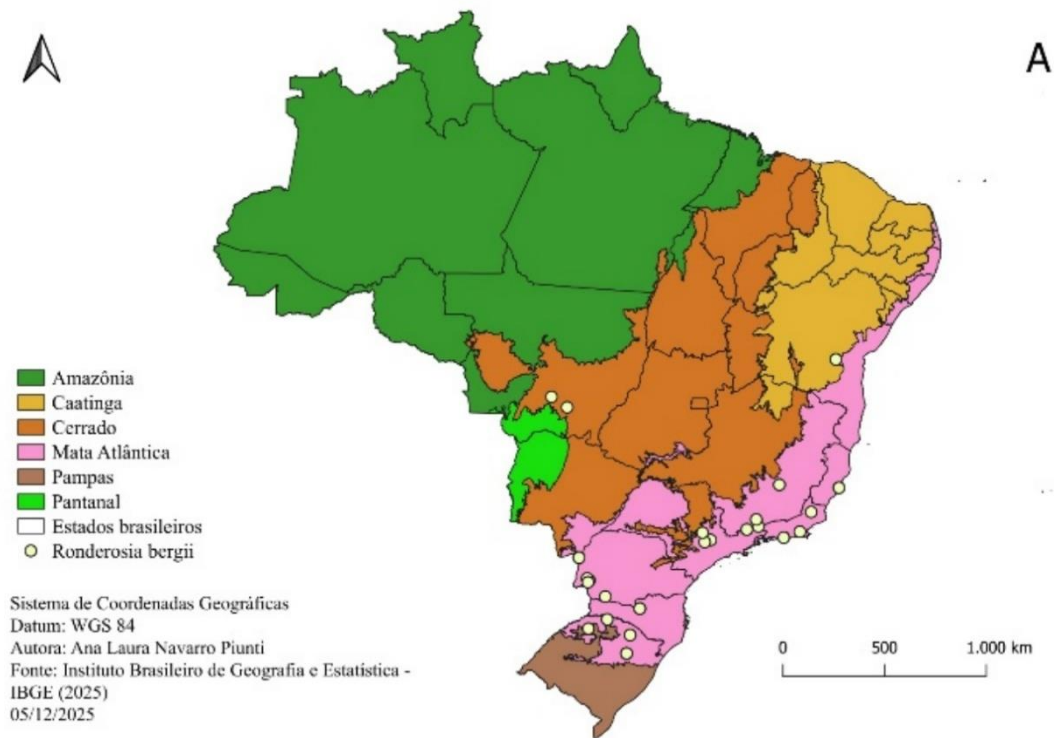 A
Amazônia
Caatinga
Cerrado
Mata Atlântica
Pampas
Pantanal
Estados brasileiros
Ronderosia bergii
Sistema de Coordenadas Geográficas
Datum: WGS 84
Autora: Ana Laura Navarro Piunti
Fonte: Instituto Brasileiro de Geografia e Estatística -
IBGE (2025)
05/12/2025
0 500 1.000 km